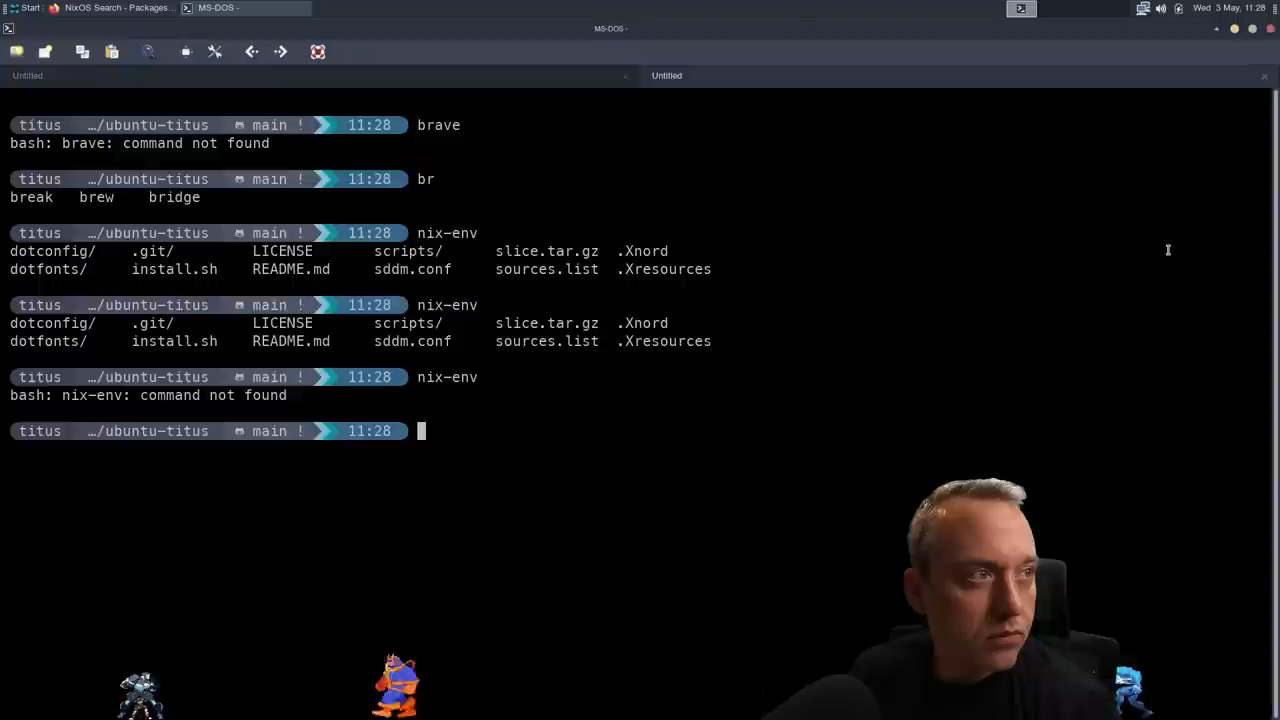 Start NixOS Search - Packages... MS-DOS - Wed 3 May, 11:28
MS-DOS -
Untitled Untitled
titus …/ubuntu-titus main ! 11:28 brave
bash: brave: command not found
titus …/ubuntu-titus main ! 11:28 br
break brew bridge
titus …/ubuntu-titus main ! 11:28 nix-env
dotconfig/ .git/ LICENSE scripts/ slice.tar.gz .Xnord
dotfonts/ install.sh README.md sddm.conf sources.list .Xresources
titus …/ubuntu-titus main ! 11:28 nix-env
dotconfig/ .git/ LICENSE scripts/ slice.tar.gz .Xnord
dotfonts/ install.sh README.md sddm.conf sources.list .Xresources
titus …/ubuntu-titus main ! 11:28 nix-env
bash: nix-env: command not found
titus …/ubuntu-titus main ! 11:28